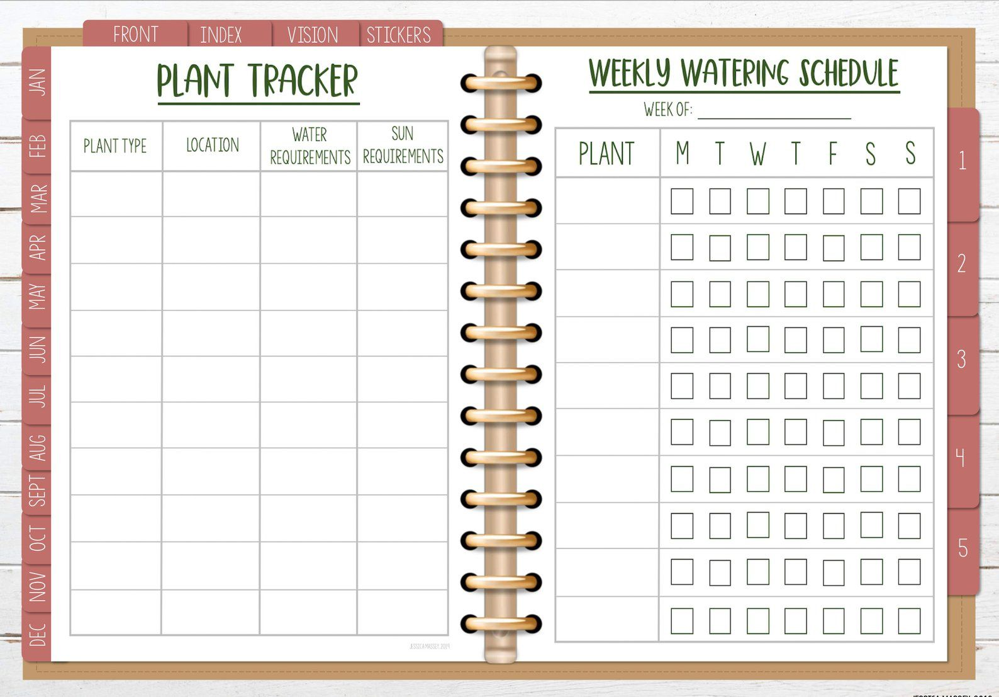 FRONT INDEX VISION STICKERS
JAN
FEB
MAR
APR
MAY
JUN
JUL
AUG
SEPT
OCT
NOV
DEC
PLANT TRACKER
PLANT TYPE
LOCATION
WATER
REQUIREMENTS
SUN
REQUIREMENTS
JESSICA MASSEY, 2019
WEEKLY WATERING SCHEDULE
WEEK OF:
PLANT M T W T F S S
1
2
3
4
5